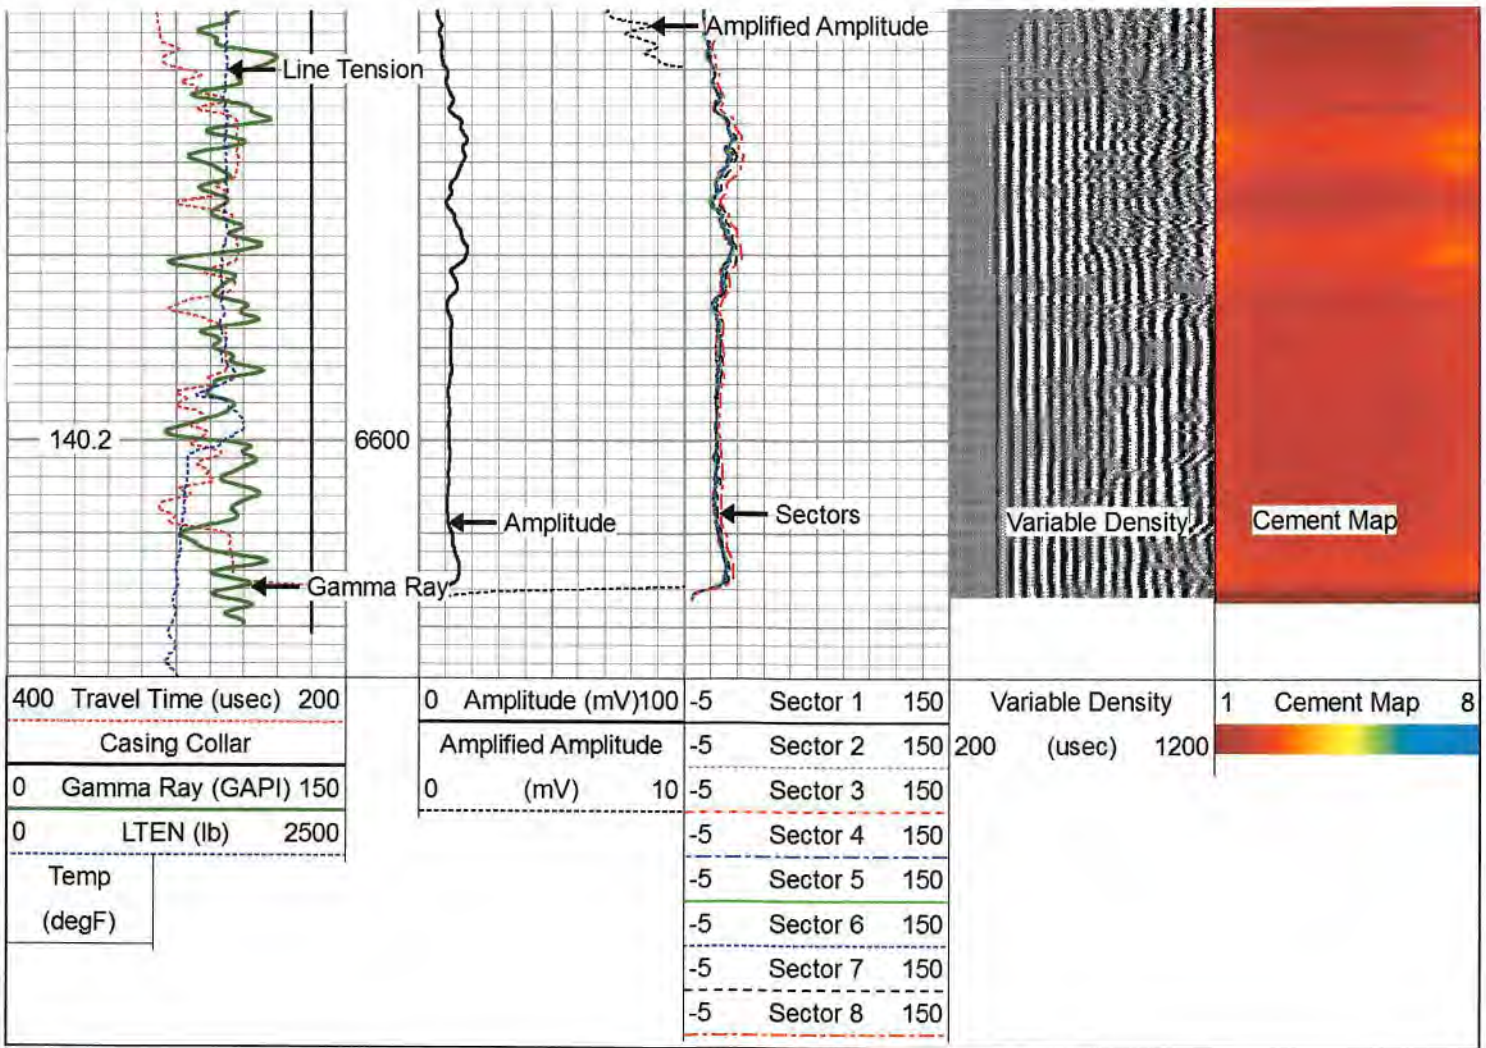 Amplified Amplitude
Line Tension
140.2
6600
Amplitude
Sectors
Variable Density
Cement Map
Gamma Ray
400 Travel Time (usec) 200
Casing Collar
0 Gamma Ray (GAPI) 150
0 LTEN (lb) 2500
Temp
(degF)
0 Amplitude (mV)100
Amplified Amplitude
0 (mV) 10
-5 Sector 1 150
-5 Sector 2 150
-5 Sector 3 150
-5 Sector 4 150
-5 Sector 5 150
-5 Sector 6 150
-5 Sector 7 150
-5 Sector 8 150
Variable Density
200 (usec) 1200
1 Cement Map 8